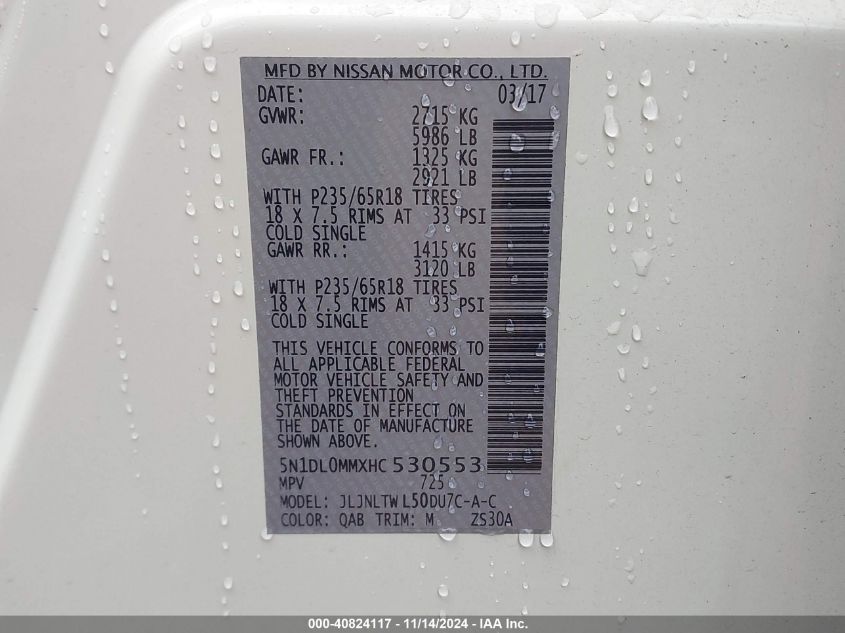 MFD BY NISSAN MOTOR CO., LTD.
DATE: 03/17
GVWR: 2715 KG
5986 LB
GAWR FR.: 1325 KG
2921 LB
WITH P235/65R18 TIRES
18 X 7.5 RIMS AT 33 PSI
COLD SINGLE
GAWR RR.: 1415 KG
3120 LB
WITH P235/65R18 TIRES
18 X 7.5 RIMS AT 33 PSI
COLD SINGLE
THIS VEHICLE CONFORMS TO
ALL APPLICABLE FEDERAL
MOTOR VEHICLE SAFETY AND
THEFT PREVENTION
STANDARDS IN EFFECT ON
THE DATE OF MANUFACTURE
SHOWN ABOVE.
5N1DL0MMXHC 530553
MPV 725
MODEL: JLJNLTW L50DU7C-A-C
COLOR: QAB TRIM: M ZS30A
000-40824117 - 11/14/2024 - IAA Inc.